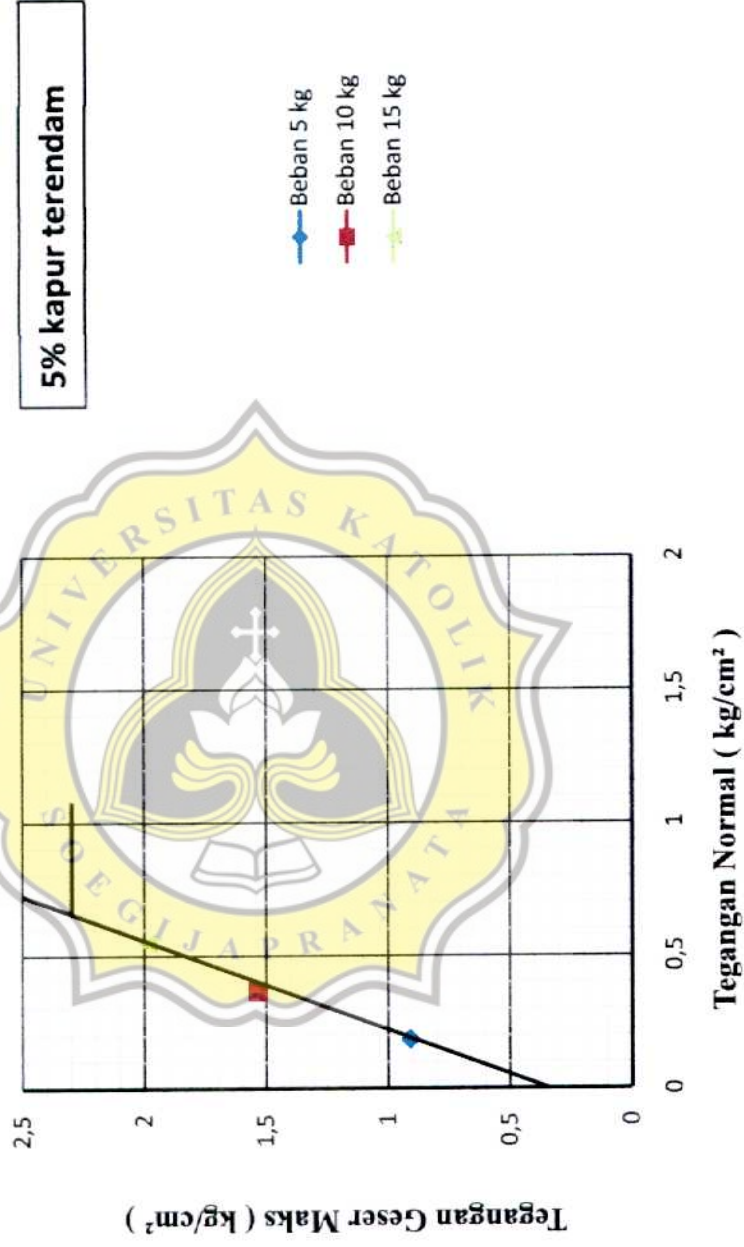 5% kapur terendam
Tegangan Geser Maks ( kg/cm² )
2,5
2
1,5
1
0,5
0
0
0,5
1
1,5
2
Tegangan Normal ( kg/cm² )
Beban 5 kg
Beban 10 kg
Beban 15 kg
UNIVERSITAS KATOLIK
SOEGIJAPRANATA